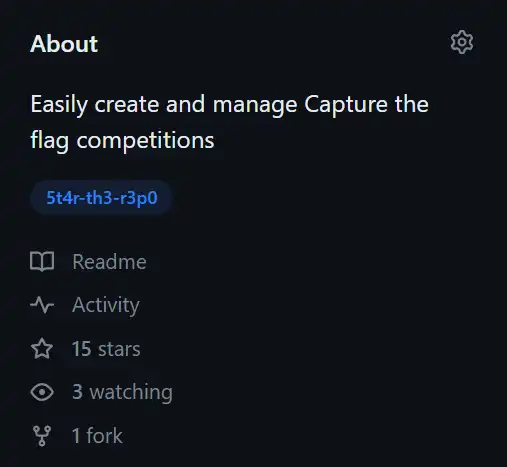 About
Easily create and manage Capture the
flag competitions
5t4r-th3-r3p0
Readme
Activity
15 stars
3 watching
1 fork